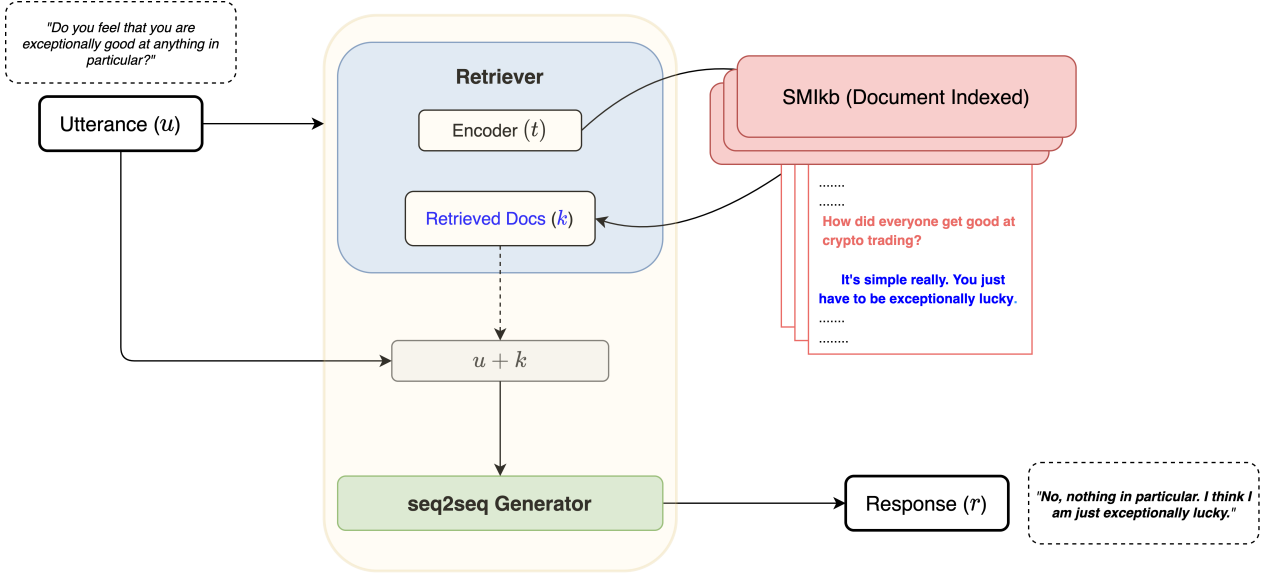 "Do you feel that you are
exceptionally good at anything in
particular?"
Utterance (u)
Retriever
Encoder (t)
Retrieved Docs (k)
SMIkb (Document Indexed)
.......
.......
How did everyone get good at
crypto trading?
It's simple really. You just
have to be exceptionally lucky.
.......
........
u + k
seq2seq Generator
Response (r)
"No, nothing in particular. I think I
am just exceptionally lucky."